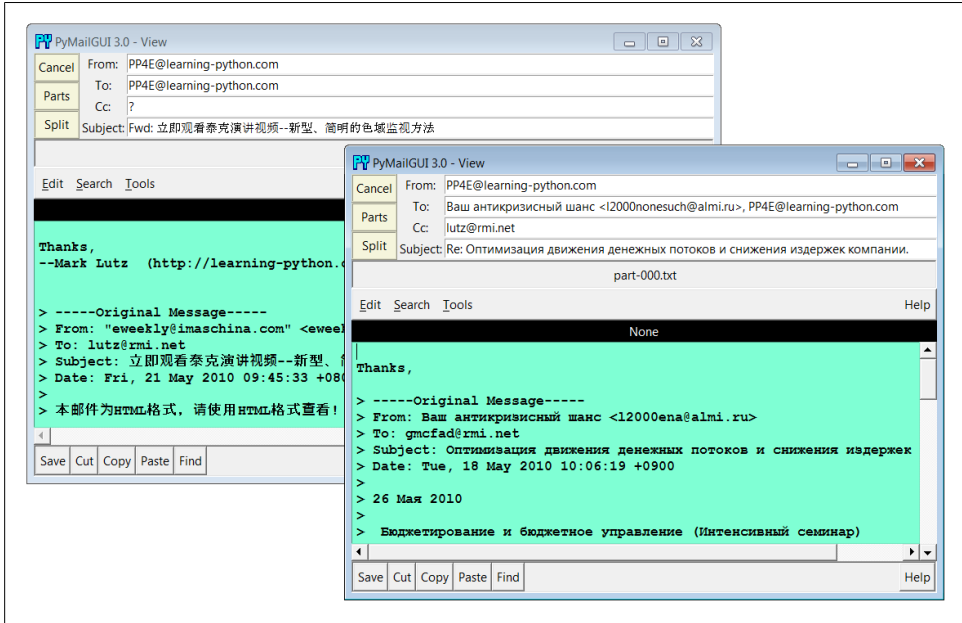 PyMailGUI 3.0 - View
Cancel From: PP4E@learning-python.com
Parts To: PP4E@learning-python.com
Cc: ?
Split Subject: Fwd: 立即观看泰克演讲视频--新型、简明的色域监视方法
Edit Search Tools
Thanks,
--Mark Lutz (http://learning-python.
> -----Original Message-----
> From: "eweekly@imaschina.com"
> To: lutz@rmi.net
> Subject: 立即观看泰克演讲视频--新型、
> Date: Fri, 21 May 2010 09:45:33
>
> 本邮件为HTML格式，请使用HTML格式查看！
Save Cut Copy Paste Find
PyMailGUI 3.0 - View
Cancel From: PP4E@learning-python.com
Parts To: Ваш антикризисный шанс <l2000nonesuch@almi.ru>, PP4E@learning-python.com
Cc: lutz@rmi.net
Split Subject: Re: Оптимизация движения денежных потоков и снижения издержек компании.
part-000.txt
Edit Search Tools Help
None
Thanks,
> -----Original Message-----
> From: Ваш антикризисный шанс <l2000ena@almi.ru>
> To: gmcfad@rmi.net
> Subject: Оптимизация движения денежных потоков и снижения издержек
> Date: Tue, 18 May 2010 10:06:19 +0900
>
> 26 Мая 2010
>
> Бюджетирование и бюджетное управление (Интенсивный семинар)
Save Cut Copy Paste Find Help